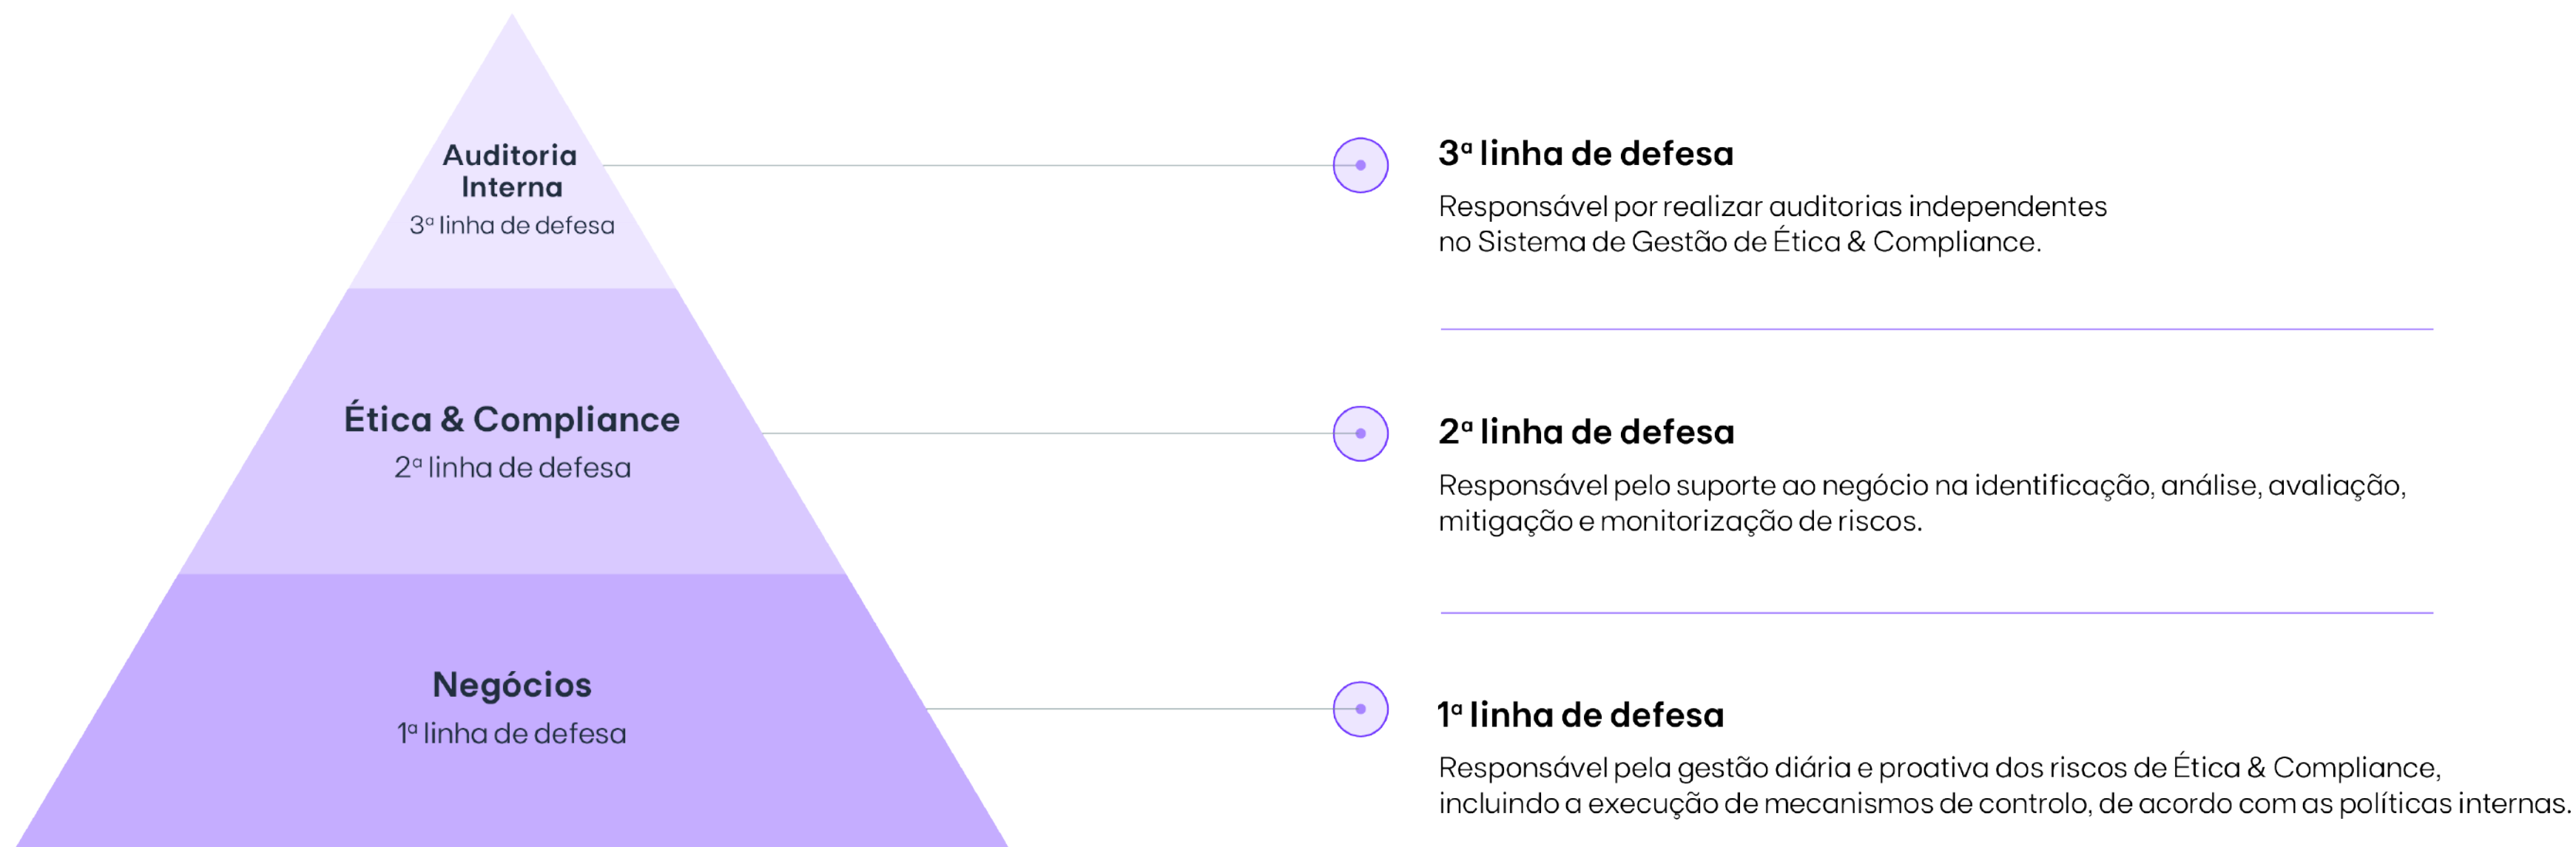 Auditoria
Interna
3ª linha de defesa
3ª linha de defesa
Responsável por realizar auditorias independentes
no Sistema de Gestão de Ética & Compliance.
Ética & Compliance
2ª linha de defesa
2ª linha de defesa
Responsável pelo suporte ao negócio na identificação, análise, avaliação,
mitigação e monitorização de riscos.
Negócios
1ª linha de defesa
1ª linha de defesa
Responsável pela gestão diária e proativa dos riscos de Ética & Compliance,
incluindo a execução de mecanismos de controlo, de acordo com as políticas internas.